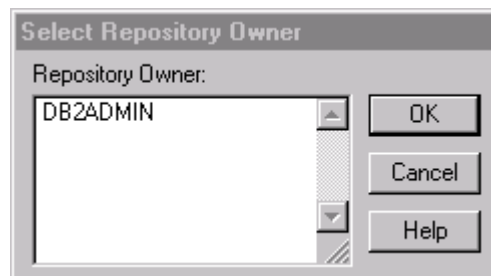 Select Repository Owner
Repository Owner:
DB2ADMIN
OK
Cancel
Help